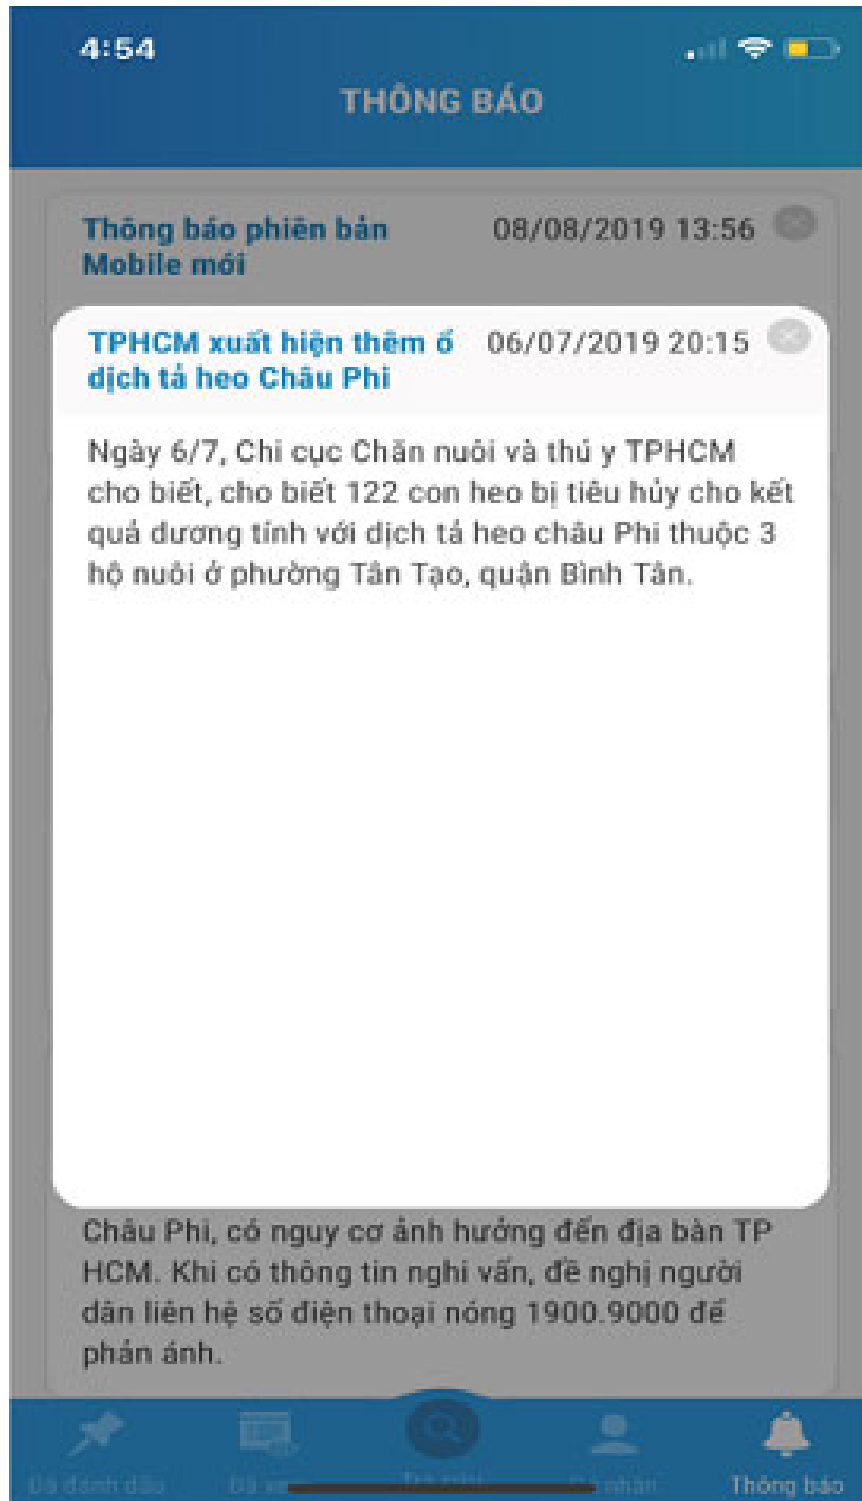 4:54
THÔNG BÁO
Thông báo phiên bản
Mobile mới
08/08/2019 13:56
TPHCM xuất hiện thêm ổ
dịch tả heo Châu Phi
06/07/2019 20:15
Ngày 6/7, Chi cục Chăn nuôi và thú y TPHCM
cho biết, cho biết 122 con heo bị tiêu hủy cho kết
quả dương tính với dịch tả heo châu Phi thuộc 3
hộ nuôi ở phường Tân Tạo, quận Bình Tân.
Châu Phi, có nguy cơ ảnh hưởng đến địa bàn TP
HCM. Khi có thông tin nghi vấn, đề nghị người
dân liên hệ số điện thoại nóng 1900.9000 để
phản ánh.
Đã đánh dấu
Thông báo